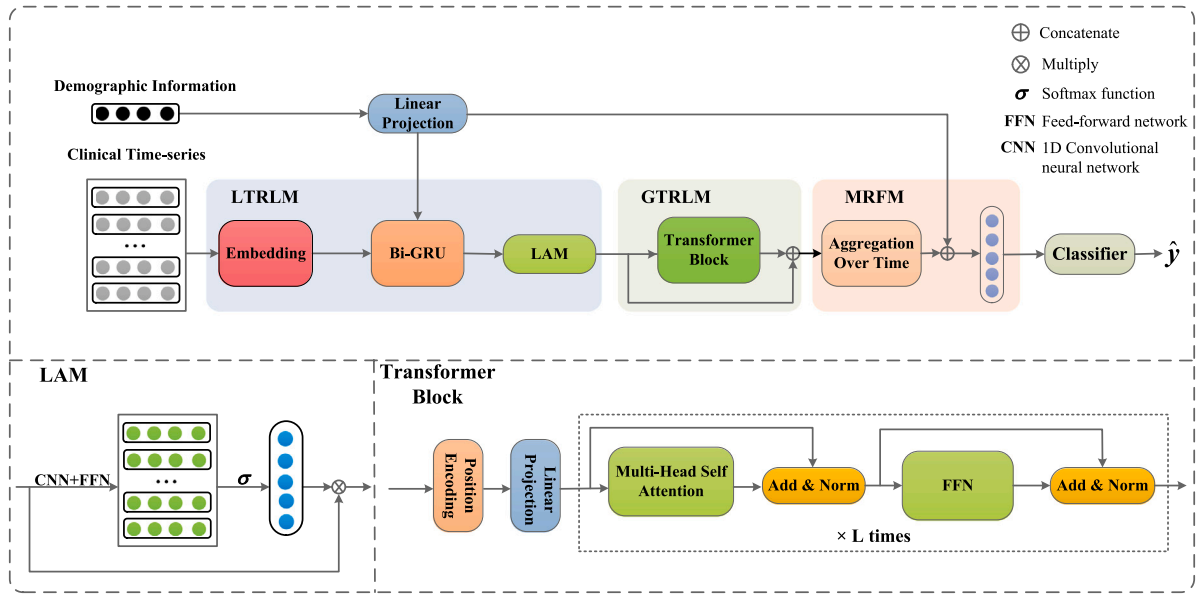 ⊕ Concatenate
⊗ Multiply
σ Softmax function
FFN Feed-forward network
CNN 1D Convolutional
neural network
Demographic Information
Linear
Projection
Clinical Time-series
LTRLM
GTRLM
MRFM
...
Embedding
Bi-GRU
LAM
Transformer
Block
Aggregation
Over Time
Classifier
ŷ
LAM
CNN+FFN
...
σ
Transformer
Block
Position
Encoding
Linear
Projection
Multi-Head Self
Attention
Add & Norm
FFN
Add & Norm
× L times